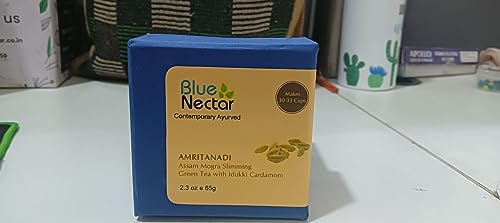 us
Blue
Nectar
Contemporary Ayurved
Makes
30-33 Cups
AMRITANADI
Assam Mogra Slimming
Green Tea with Idukki Cardamom
2.3 oz e 65g